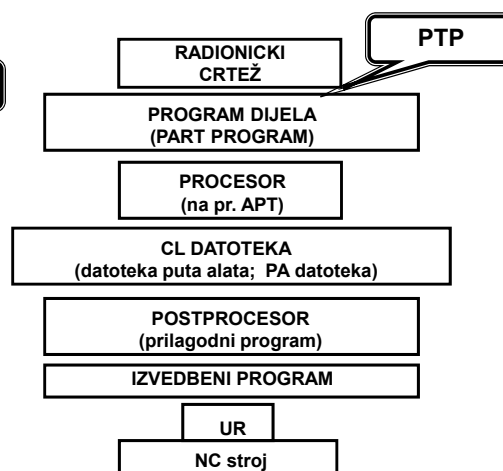 PTP
RADIONICKI
CRTEŽ
PROGRAM DIJELA
(PART PROGRAM)
PROCESOR
(na pr. APT)
CL DATOTEKA
(datoteka puta alata; PA datoteka)
POSTPROCESOR
(prilagodni program)
IZVEDBENI PROGRAM
UR
NC stroj